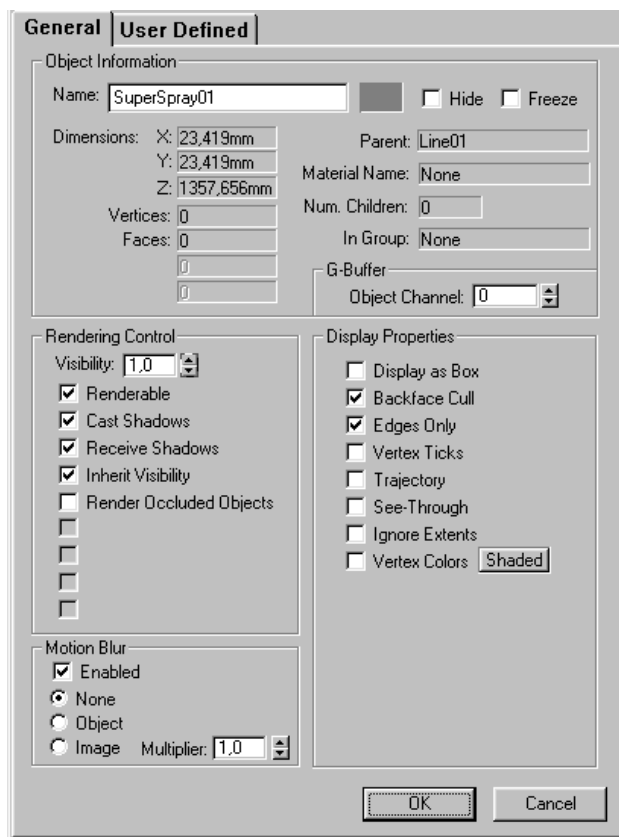 General User Defined
Object Information
Name: SuperSpray01 Hide Freeze
Dimensions: X: 23,419mm Parent: Line01
Y: 23,419mm
Material Name: None
Z: 1357,656mm
Num. Children: 0
Vertices: 0
Faces: 0 In Group: None
0 G-Buffer
0 Object Channel: 0
Rendering Control Display Properties
Visibility: 1,0
Display as Box
Renderable Backface Cull
Cast Shadows Edges Only
Receive Shadows Vertex Ticks
Inherit Visibility Trajectory
Render Occluded Objects See-Through
Ignore Extents
Vertex Colors Shaded
Motion Blur
Enabled
None
Object
Image Multiplier: 1,0
OK Cancel